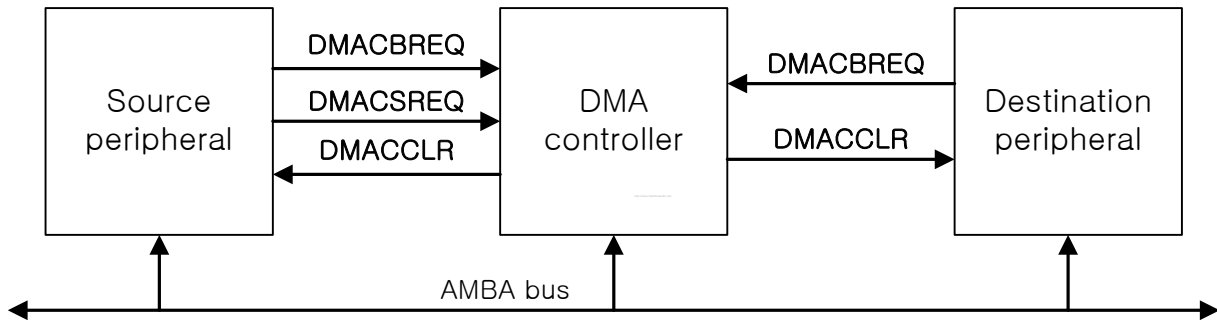 DMACBREQ
DMACBREQ
Source
peripheral
DMACSREQ
DMA
controller
Destination
peripheral
DMACCLR
DMACCLR
AMBA bus